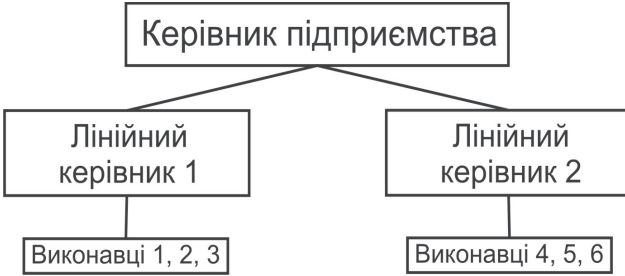 Керівник підприємства
Лінійний
керівник 1
Лінійний
керівник 2
Виконавці 1, 2, 3
Виконавці 4, 5, 6